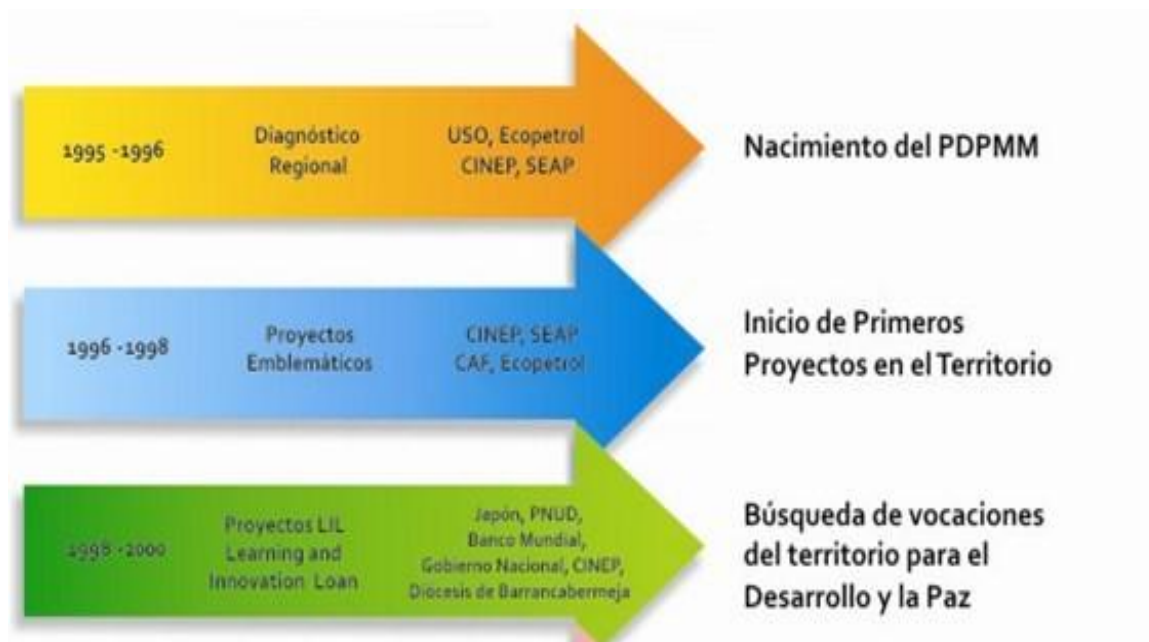 1995 -1996
Diagnóstico
Regional
USO, Ecopetrol
CINEP, SEAP
Nacimiento del PDPMM
1996 -1998
Proyectos
Emblemáticos
CINEP, SEAP
CAF, Ecopetrol
Inicio de Primeros
Proyectos en el Territorio
1998 -2000
Proyectos LIL
Learning and
Innovation Loan
Japón, PNUD,
Banco Mundial,
Gobierno Nacional, CINEP,
Diócesis de Barrancabermeja
Búsqueda de vocaciones
del territorio para el
Desarrollo y la Paz